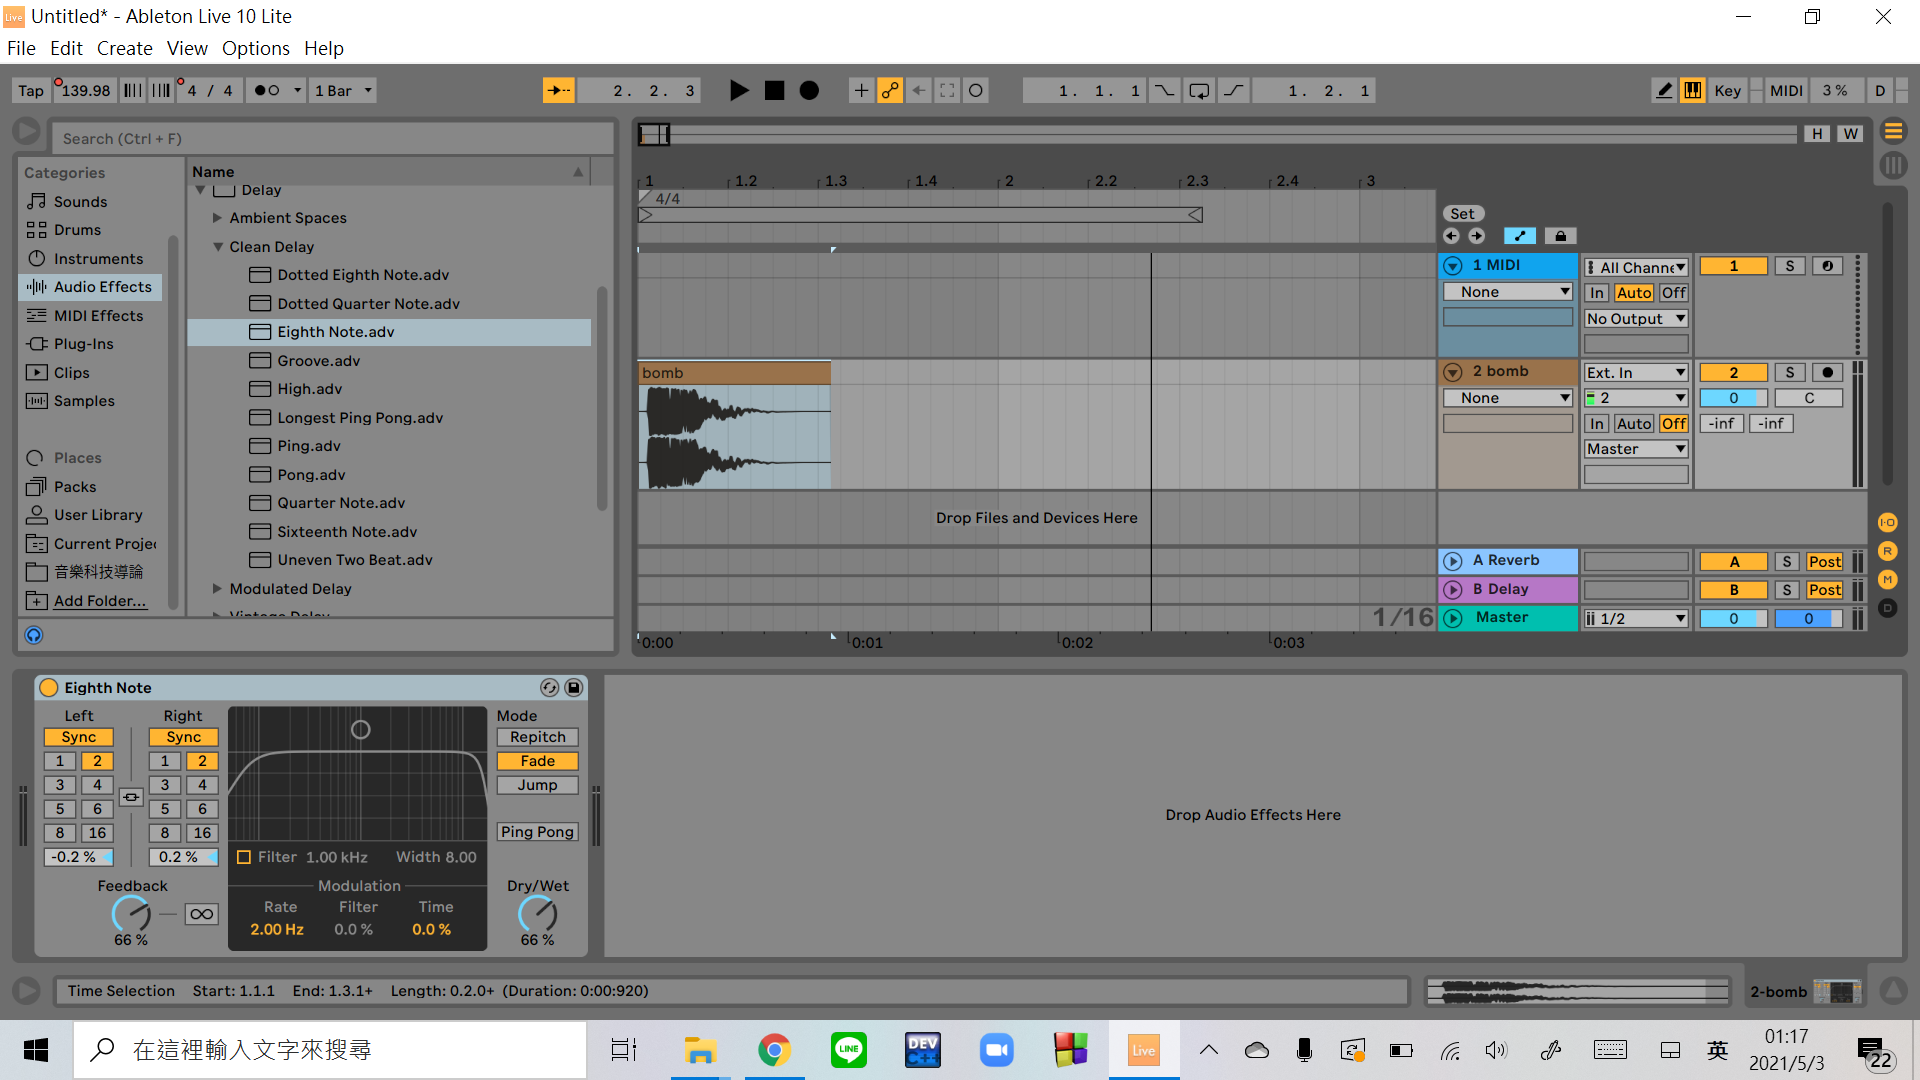 Live Untitled* - Ableton Live 10 Lite
File Edit Create View Options Help
Tap 139.98 4 / 4 1 Bar 2. 2. 3 1. 1. 1 1. 2. 1 Key MIDI 3 % D
Search (Ctrl + F)
H W
Categories
Sounds
Drums
Instruments
Audio Effects
MIDI Effects
Plug-Ins
Clips
Samples
Places
Packs
User Library
Current Projec
音樂科技導論
Add Folder...
Name
Delay
Ambient Spaces
Clean Delay
Dotted Eighth Note.adv
Dotted Quarter Note.adv
Eighth Note.adv
Groove.adv
High.adv
Longest Ping Pong.adv
Ping.adv
Pong.adv
Quarter Note.adv
Sixteenth Note.adv
Uneven Two Beat.adv
Modulated Delay
Vintage Delay
1 1.2 1.3 1.4 2 2.2 2.3 2.4 3
4/4
Set
1 MIDI All Channe 1 S
None In Auto Off
No Output
bomb
2 bomb Ext. In 2 S
None 2 0 C
In Auto Off -inf -inf
Master
Drop Files and Devices Here
A Reverb A S Post
B Delay B S Post
1/16
Master 1/2 0 0
0:00 0:01 0:02 0:03
I·O
R
M
D
Eighth Note
Left Right Mode
Sync Sync Repitch
1 2 1 2 Fade
3 4 3 4 Jump
5 6 5 6
8 16 8 16 Ping Pong
-0.2 % 0.2 % Filter 1.00 kHz Width 8.00
Feedback Modulation Dry/Wet
Rate Filter Time
2.00 Hz 0.0 % 0.0 %
66 % 66 %
Drop Audio Effects Here
Time Selection Start: 1.1.1 End: 1.3.1+ Length: 0.2.0+ (Duration: 0:00:920)
2-bomb
在這裡輸入文字來搜尋
LINE
DEV C++
Live
英
01:17
2021/5/3
22